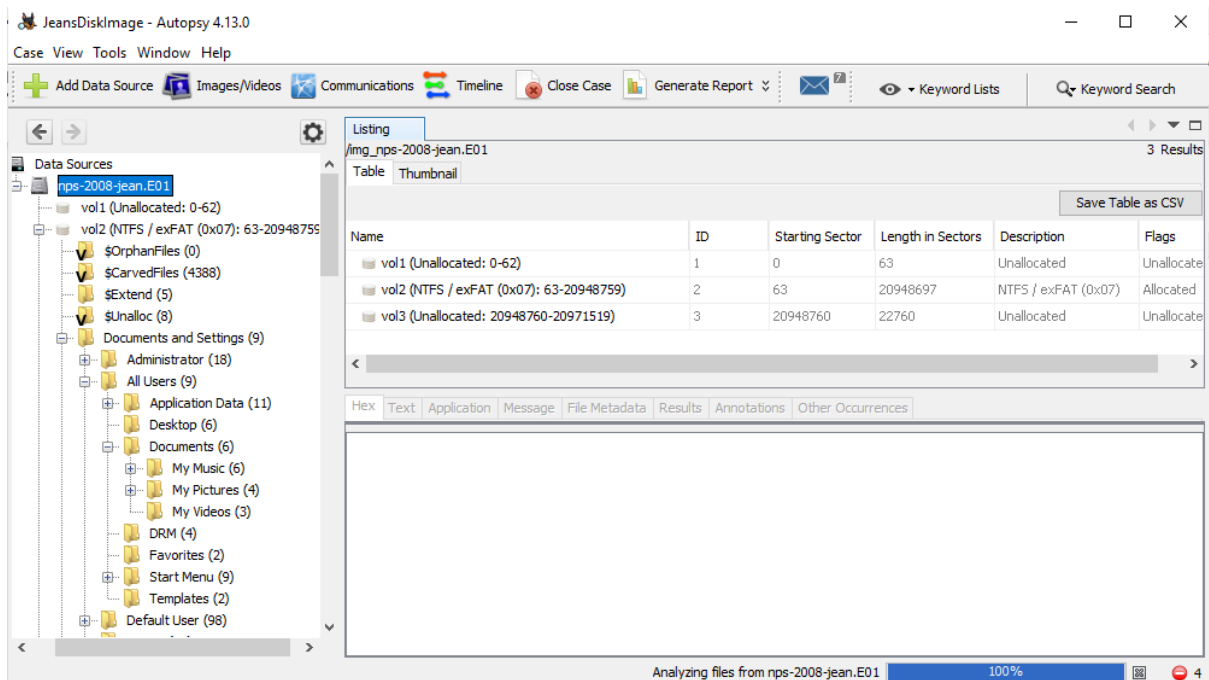 JeansDiskImage - Autopsy 4.13.0
Case View Tools Window Help
Add Data Source Images/Videos Communications Timeline Close Case Generate Report 7 Keyword Lists Keyword Search
Data Sources
nps-2008-jean.E01
vol1 (Unallocated: 0-62)
vol2 (NTFS / exFAT (0x07): 63-20948759
$OrphanFiles (0)
$CarvedFiles (4388)
$Extend (5)
$Unalloc (8)
Documents and Settings (9)
Administrator (18)
All Users (9)
Application Data (11)
Desktop (6)
Documents (6)
My Music (6)
My Pictures (4)
My Videos (3)
DRM (4)
Favorites (2)
Start Menu (9)
Templates (2)
Default User (98)
Listing
/img_nps-2008-jean.E01 3 Results
Table Thumbnail
Save Table as CSV
Name ID Starting Sector Length in Sectors Description Flags
vol1 (Unallocated: 0-62) 1 0 63 Unallocated Unallocate
vol2 (NTFS / exFAT (0x07): 63-20948759) 2 63 20948697 NTFS / exFAT (0x07) Allocated
vol3 (Unallocated: 20948760-20971519) 3 20948760 22760 Unallocated Unallocate
Hex Text Application Message File Metadata Results Annotations Other Occurrences
Analyzing files from nps-2008-jean.E01 100% 4